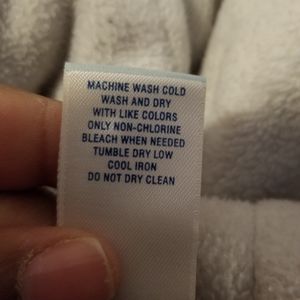 MACHINE WASH COLD
WASH AND DRY
WITH LIKE COLORS
ONLY NON-CHLORINE
BLEACH WHEN NEEDED
TUMBLE DRY LOW
COOL IRON
DO NOT DRY CLEAN